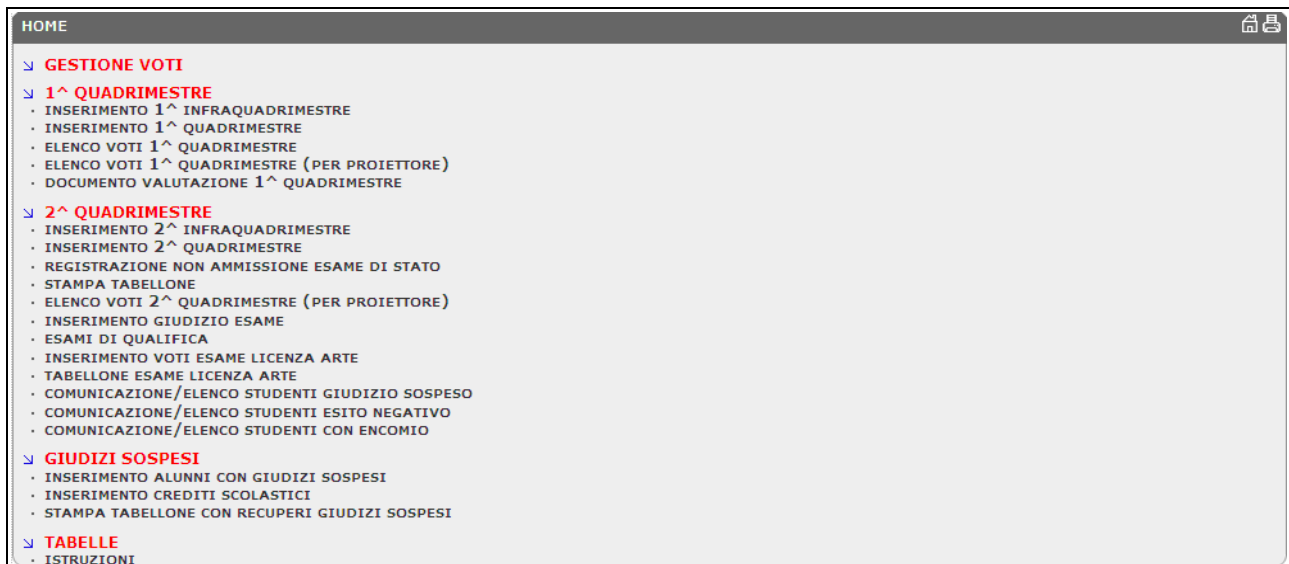 HOME
GESTIONE VOTI
1^ QUADRIMESTRE
· INSERIMENTO 1^ INFRAQUADRIMESTRE
· INSERIMENTO 1^ QUADRIMESTRE
· ELENCO VOTI 1^ QUADRIMESTRE
· ELENCO VOTI 1^ QUADRIMESTRE (PER PROIETTORE)
· DOCUMENTO VALUTAZIONE 1^ QUADRIMESTRE
2^ QUADRIMESTRE
· INSERIMENTO 2^ INFRAQUADRIMESTRE
· INSERIMENTO 2^ QUADRIMESTRE
· REGISTRAZIONE NON AMMISSIONE ESAME DI STATO
· STAMPA TABELLONE
· ELENCO VOTI 2^ QUADRIMESTRE (PER PROIETTORE)
· INSERIMENTO GIUDIZIO ESAME
· ESAMI DI QUALIFICA
· INSERIMENTO VOTI ESAME LICENZA ARTE
· TABELLONE ESAME LICENZA ARTE
· COMUNICAZIONE/ELENCO STUDENTI GIUDIZIO SOSPESO
· COMUNICAZIONE/ELENCO STUDENTI ESITO NEGATIVO
· COMUNICAZIONE/ELENCO STUDENTI CON ENCOMIO
GIUDIZI SOSPESI
· INSERIMENTO ALUNNI CON GIUDIZI SOSPESI
· INSERIMENTO CREDITI SCOLASTICI
· STAMPA TABELLONE CON RECUPERI GIUDIZI SOSPESI
TABELLE
· ISTRUZIONI